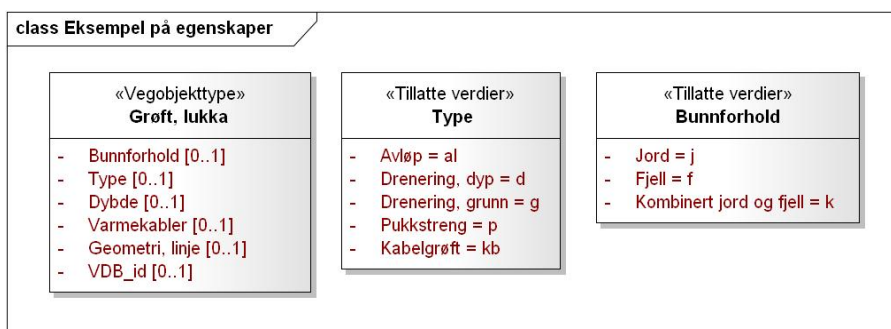 class Eksempel på egenskaper
«Vegobjekttype»
Grøft, lukka
- Bunnforhold [0..1]
- Type [0..1]
- Dybde [0..1]
- Varmekabler [0..1]
- Geometri, linje [0..1]
- VDB_id [0..1]
«Tillatte verdier»
Type
- Avløp = al
- Drenering, dyp = d
- Drenering, grunn = g
- Pukkstreng = p
- Kabelgrøft = kb
«Tillatte verdier»
Bunnforhold
- Jord = j
- Fjell = f
- Kombinert jord og fjell = k